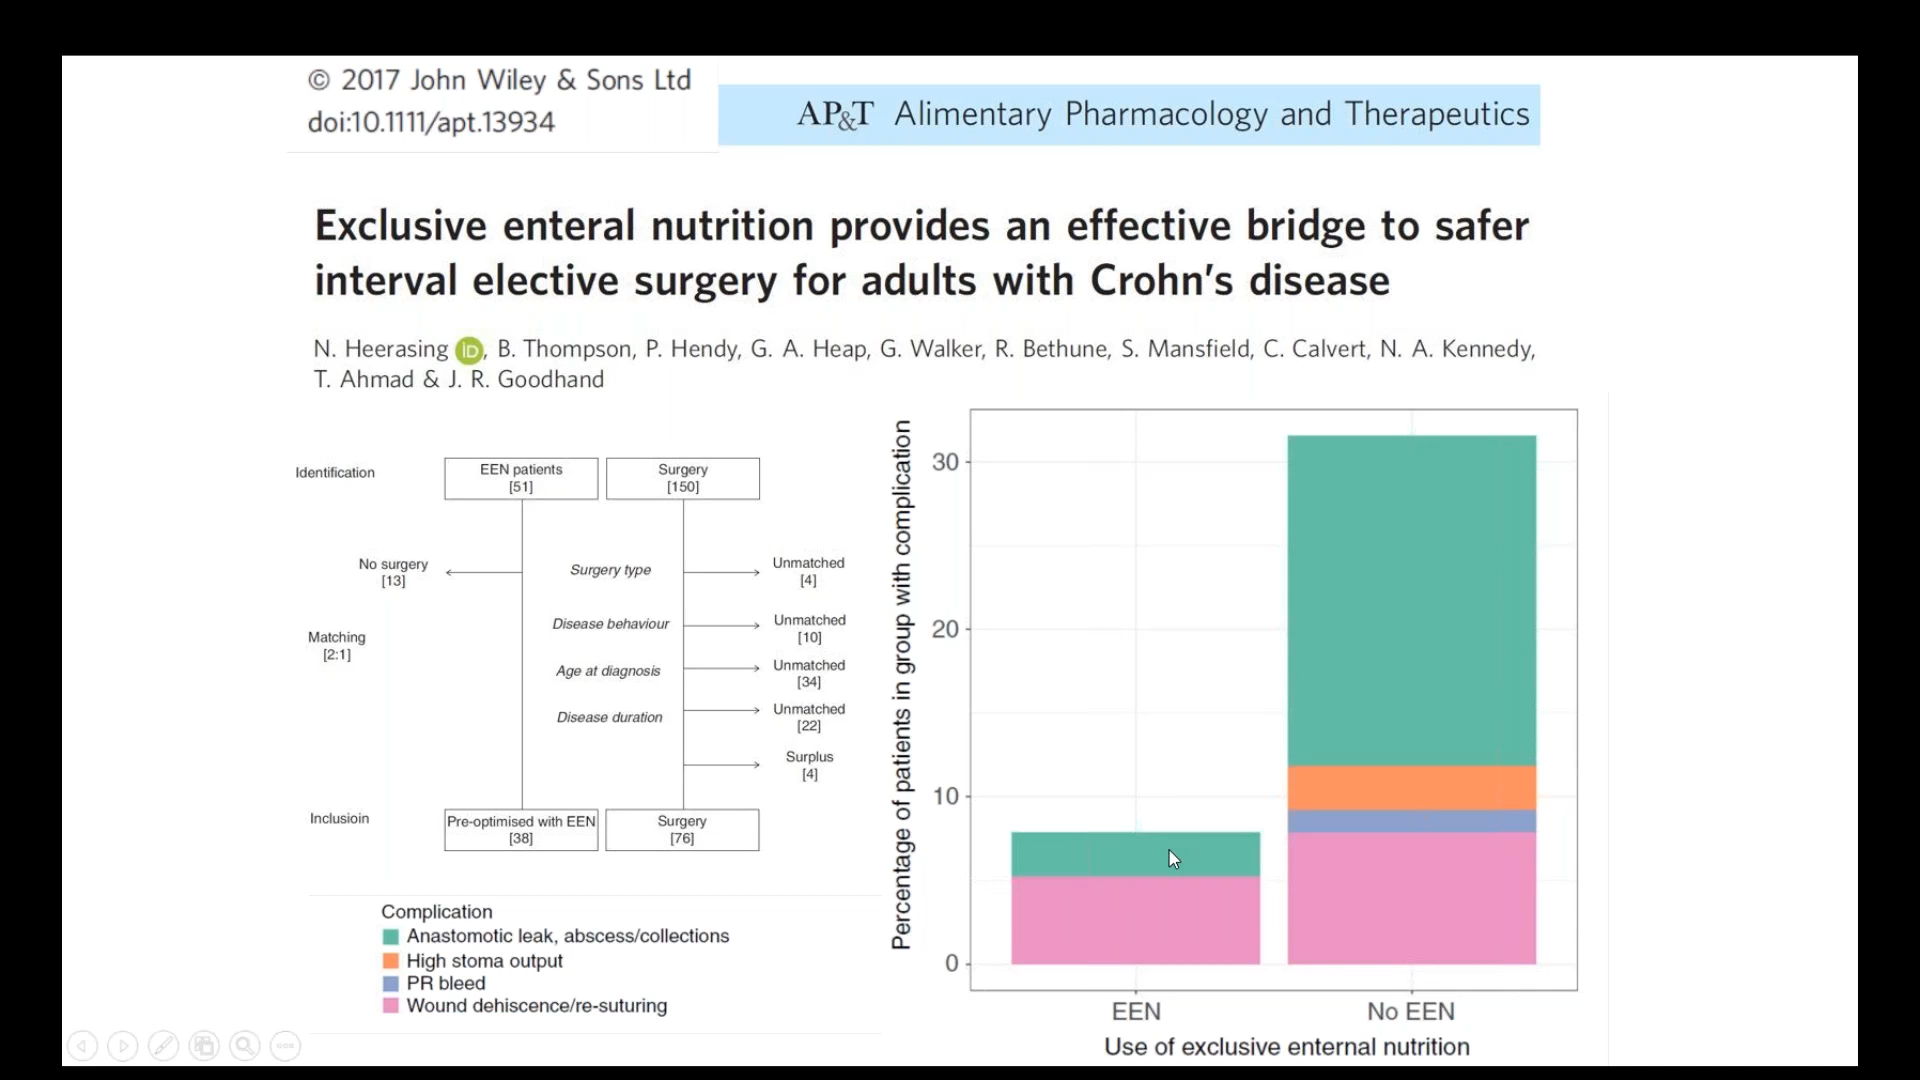 © 2017 John Wiley & Sons Ltd
doi:10.1111/apt.13934
AP&T Alimentary Pharmacology and Therapeutics
Exclusive enteral nutrition provides an effective bridge to safer
interval elective surgery for adults with Crohn's disease
N. Heerasing iD, B. Thompson, P. Hendy, G. A. Heap, G. Walker, R. Bethune, S. Mansfield, C. Calvert, N. A. Kennedy,
T. Ahmad & J. R. Goodhand
Identification
EEN patients
[51]
Surgery
[150]
No surgery
[13]
Surgery type
Unmatched
[4]
Matching
[2:1]
Disease behaviour
Unmatched
[10]
Age at diagnosis
Unmatched
[34]
Disease duration
Unmatched
[22]
Surplus
[4]
Inclusioin
Pre-optimised with EEN
[38]
Surgery
[76]
Complication
Anastomotic leak, abscess/collections
High stoma output
PR bleed
Wound dehiscence/re-suturing
Percentage of patients in group with complication
30
20
10
0
EEN
No EEN
Use of exclusive enternal nutrition